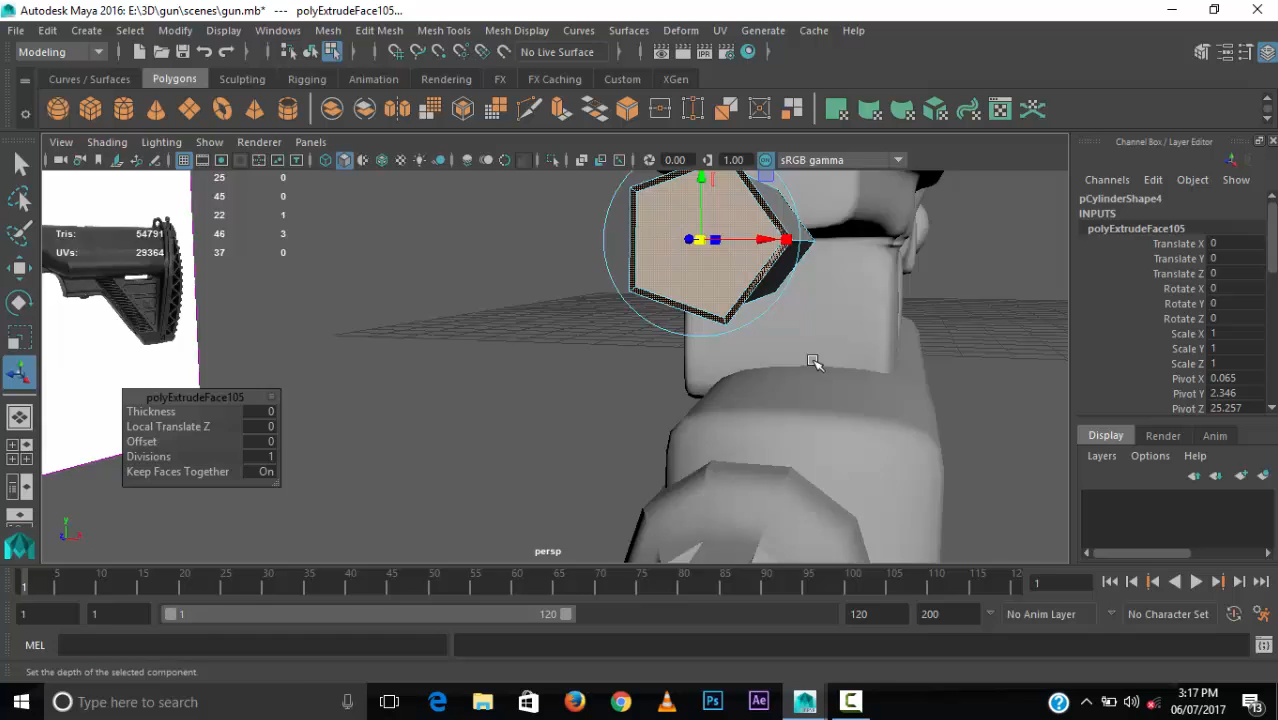 Autodesk Maya 2016: E:\3D\gun\scenes\gun.mb* --- polyExtrudeFace105...
File Edit Create Select Modify Display Windows Mesh Edit Mesh Mesh Tools Mesh Display Curves Surfaces Deform UV Generate Cache Help
Modeling No Live Surface
Curves / Surfaces Polygons Sculpting Rigging Animation Rendering FX FX Caching Custom XGen
View Shading Lighting Show Renderer Panels
0.00 1.00 sRGB gamma
25 0
45 0
22 1
Tris: 54791 46 3
UVs: 29364 37 0
polyExtrudeFace105
Thickness 0
Local Translate Z 0
Offset 0
Divisions 1
Keep Faces Together On
persp
Channel Box / Layer Editor
Channels Edit Object Show
pCylinderShape4
INPUTS
polyExtrudeFace105
Translate X 0
Translate Y 0
Translate Z 0
Rotate X 0
Rotate Y 0
Rotate Z 0
Scale X 1
Scale Y 1
Scale Z 1
Pivot X 0.065
Pivot Y 2.346
Pivot Z 25.257
Display Render Anim
Layers Options Help
1 5 10 15 20 25 30 35 40 45 50 55 60 65 70 75 80 85 90 95 100 105 110 115 12 1
1 1 1 120 120 200 No Anim Layer No Character Set
MEL
Set the depth of the selected component.
Type here to search
Ps Ae
3:17 PM
06/07/2017
13